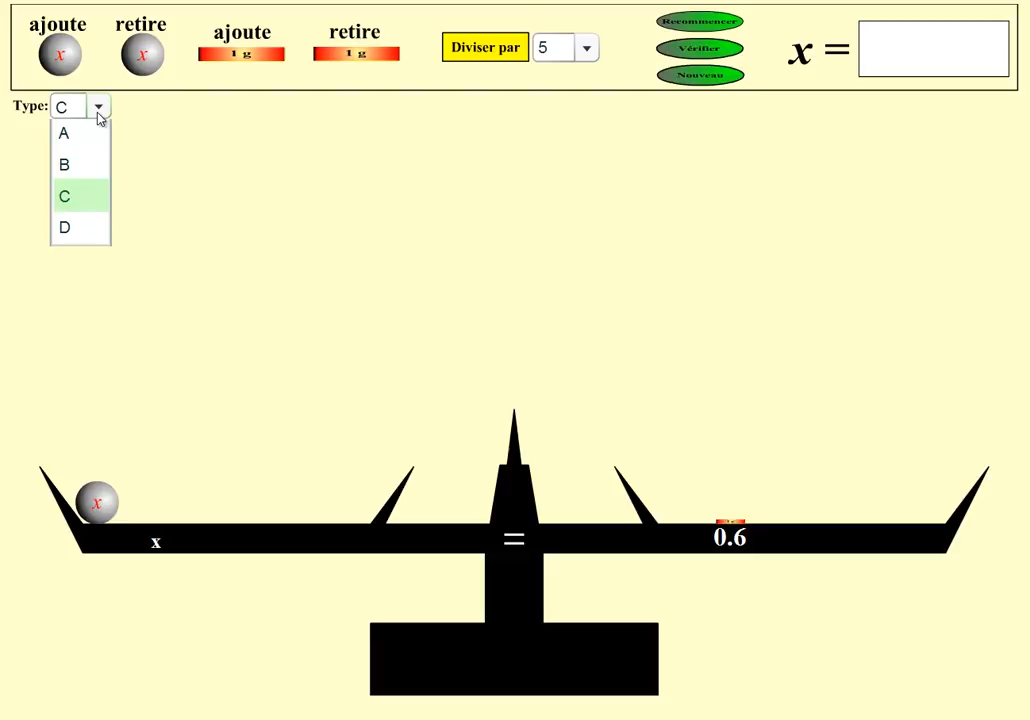 ajoute retire ajoute retire
x x 1 g 1 g
Diviser par 5
Recommencer
Vérifier
Nouveau
x =
Type: C
A
B
C
D
x
x = 0.6